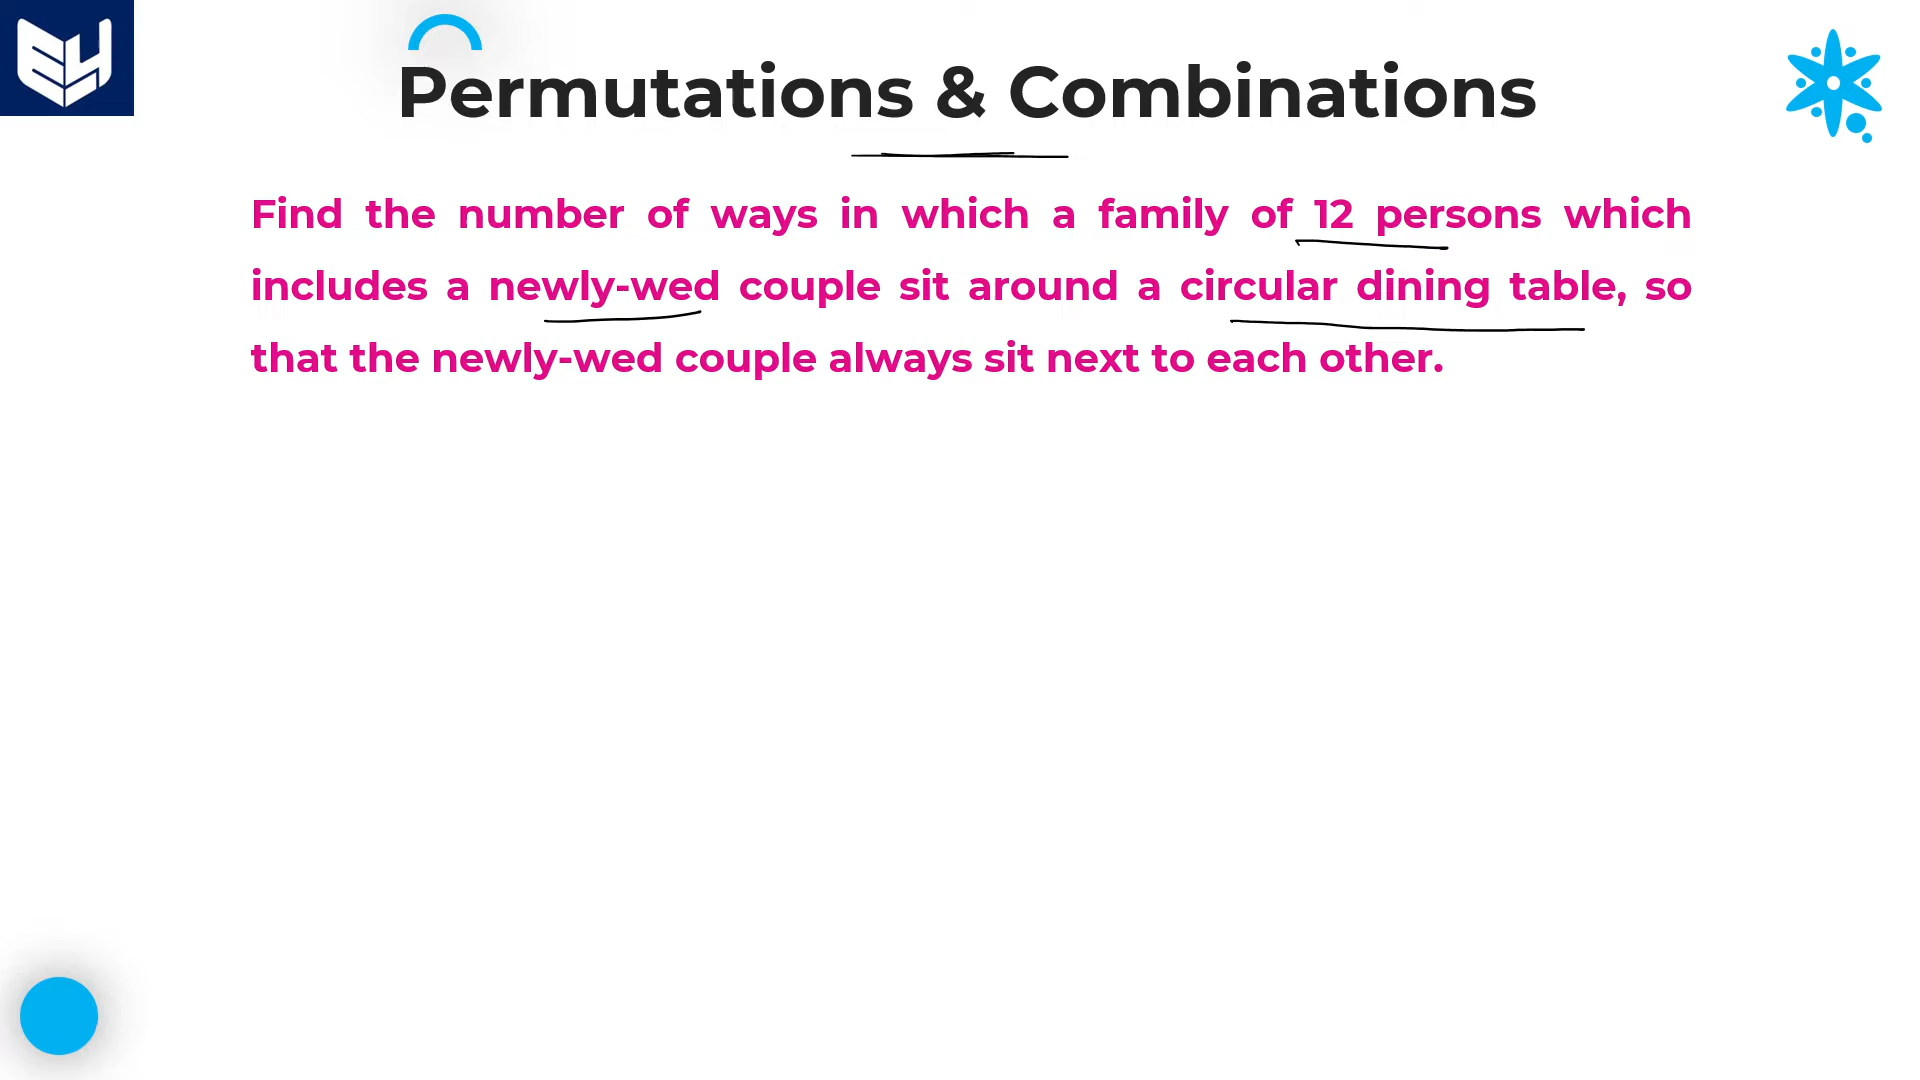 Permutations & Combinations
Find the number of ways in which a family of 12 persons which
includes a newly-wed couple sit around a circular dining table, so
that the newly-wed couple always sit next to each other.